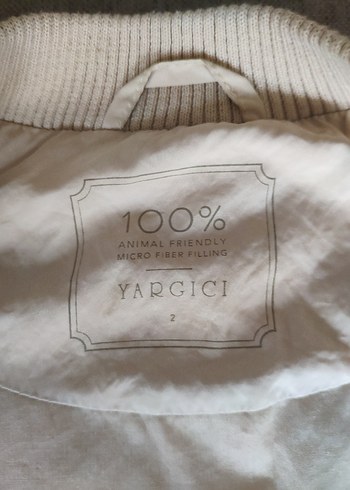 100%
ANIMAL FRIENDLY
MICRO FIBER FILLING
YARGICI
2